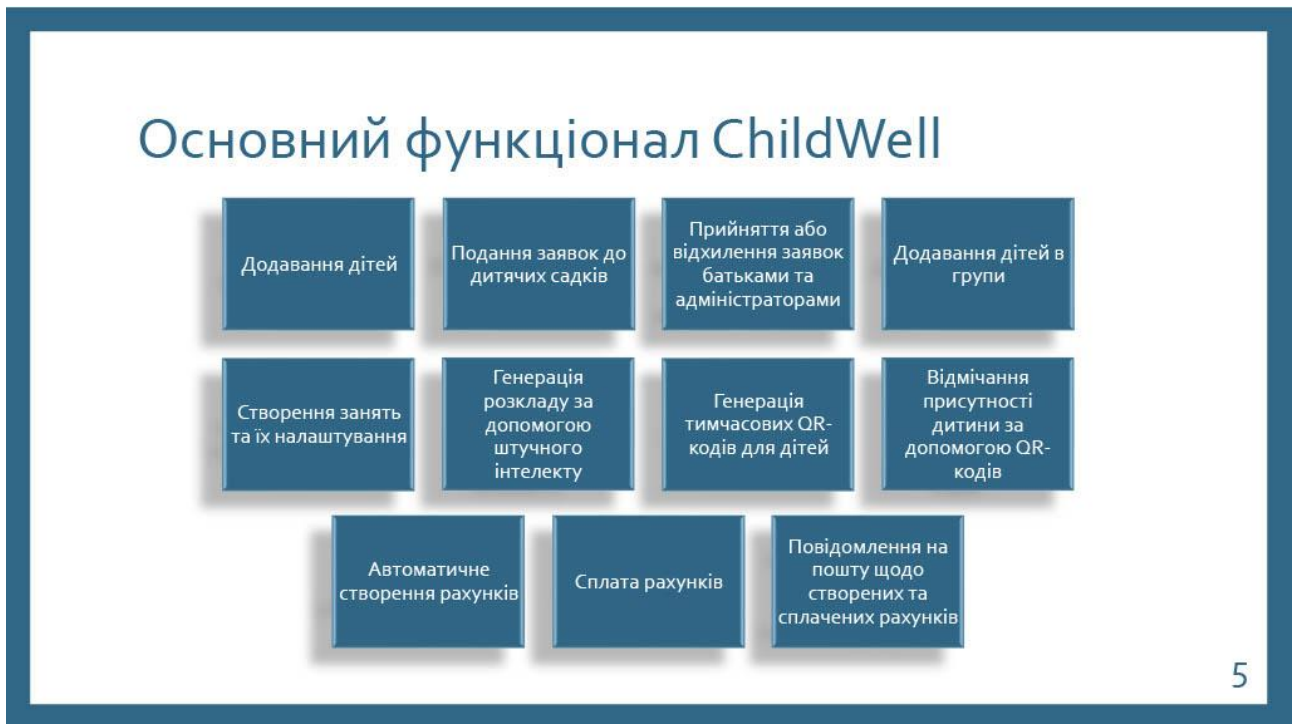 Основний функціонал ChildWell
Додавання дітей
Подання заявок до
дитячих садків
Прийняття або
відхилення заявок
батьками та
адміністраторами
Додавання дітей в
групи
Створення занять
та їх налаштування
Генерація
розкладу за
допомогою
штучного
інтелекту
Генерація
тимчасових QR-
кодів для дітей
Відмічання
присутності
дитини за
допомогою QR-
кодів
Автоматичне
створення рахунків
Сплата рахунків
Повідомлення на
пошту щодо
створених та
сплачених рахунків
5